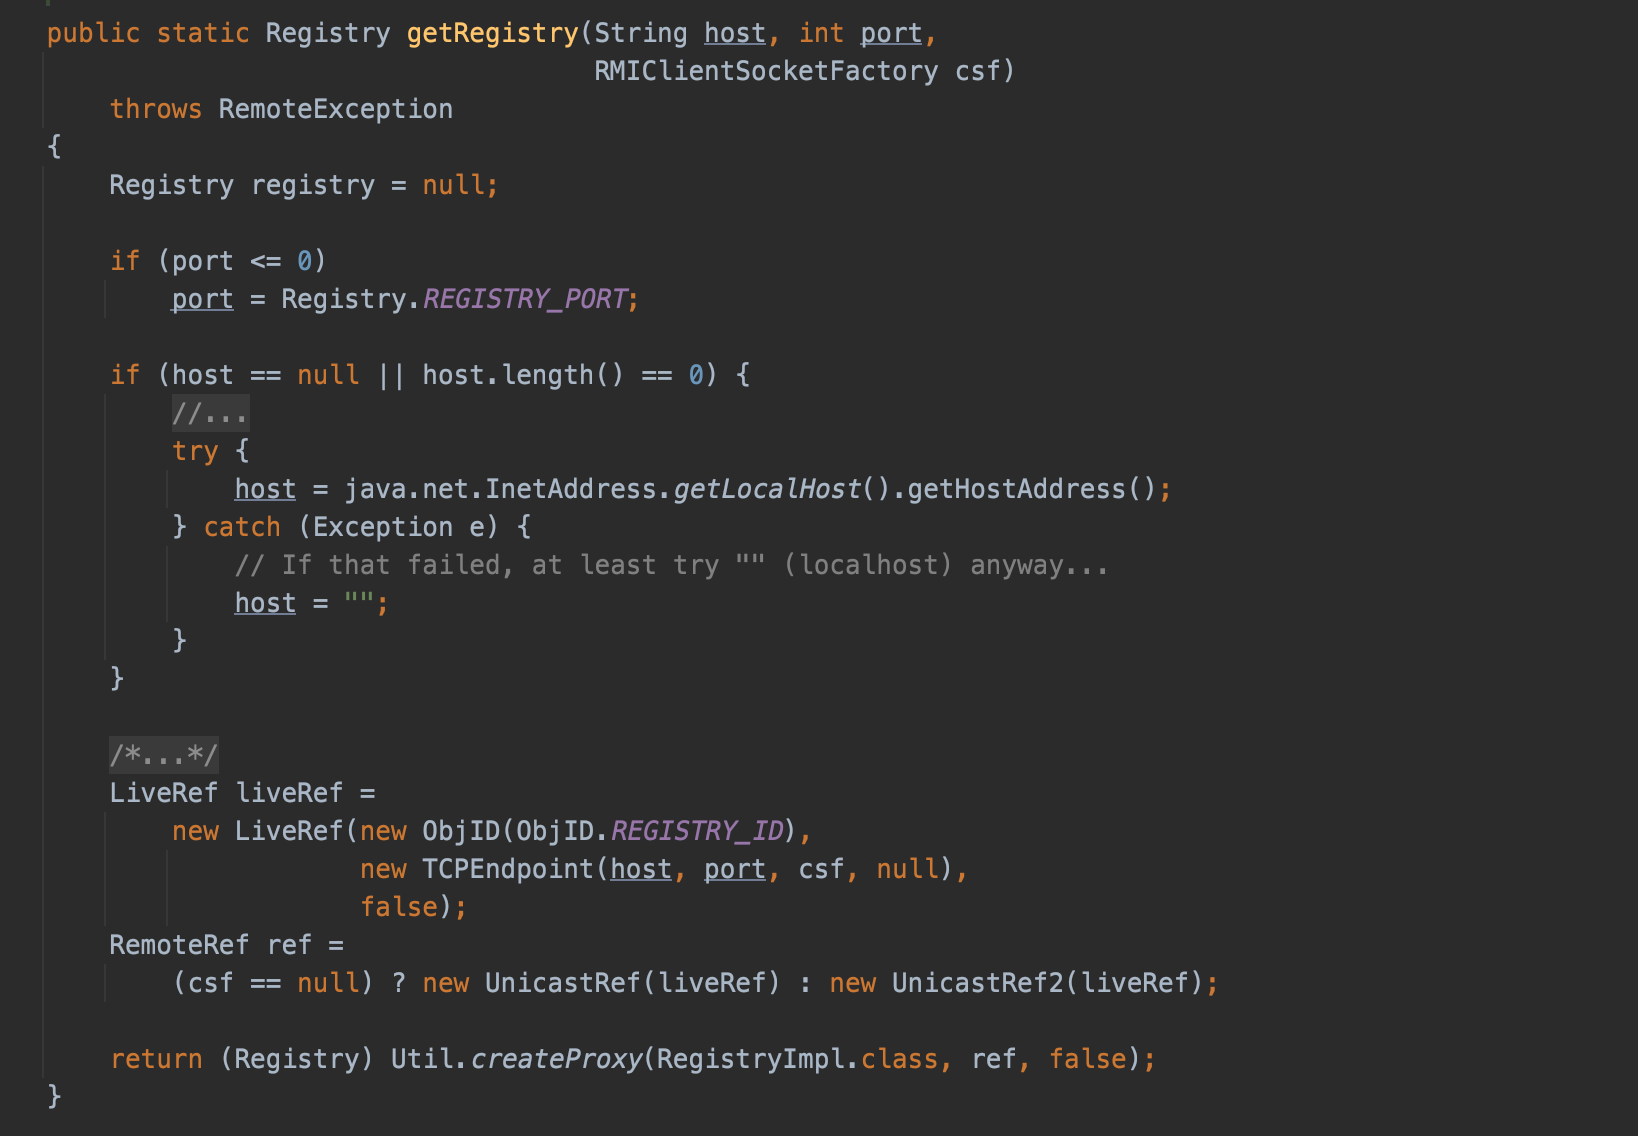 public static Registry getRegistry(String host, int port,
                                   RMIClientSocketFactory csf)
    throws RemoteException
{
    Registry registry = null;

    if (port <= 0)
        port = Registry.REGISTRY_PORT;

    if (host == null || host.length() == 0) {
        //...
        try {
            host = java.net.InetAddress.getLocalHost().getHostAddress();
        } catch (Exception e) {
            // If that failed, at least try "" (localhost) anyway...
            host = "";
        }
    }

    /*...*/
    LiveRef liveRef =
        new LiveRef(new ObjID(ObjID.REGISTRY_ID),
                    new TCPEndpoint(host, port, csf, null),
                    false);
    RemoteRef ref =
        (csf == null) ? new UnicastRef(liveRef) : new UnicastRef2(liveRef);

    return (Registry) Util.createProxy(RegistryImpl.class, ref, false);
}